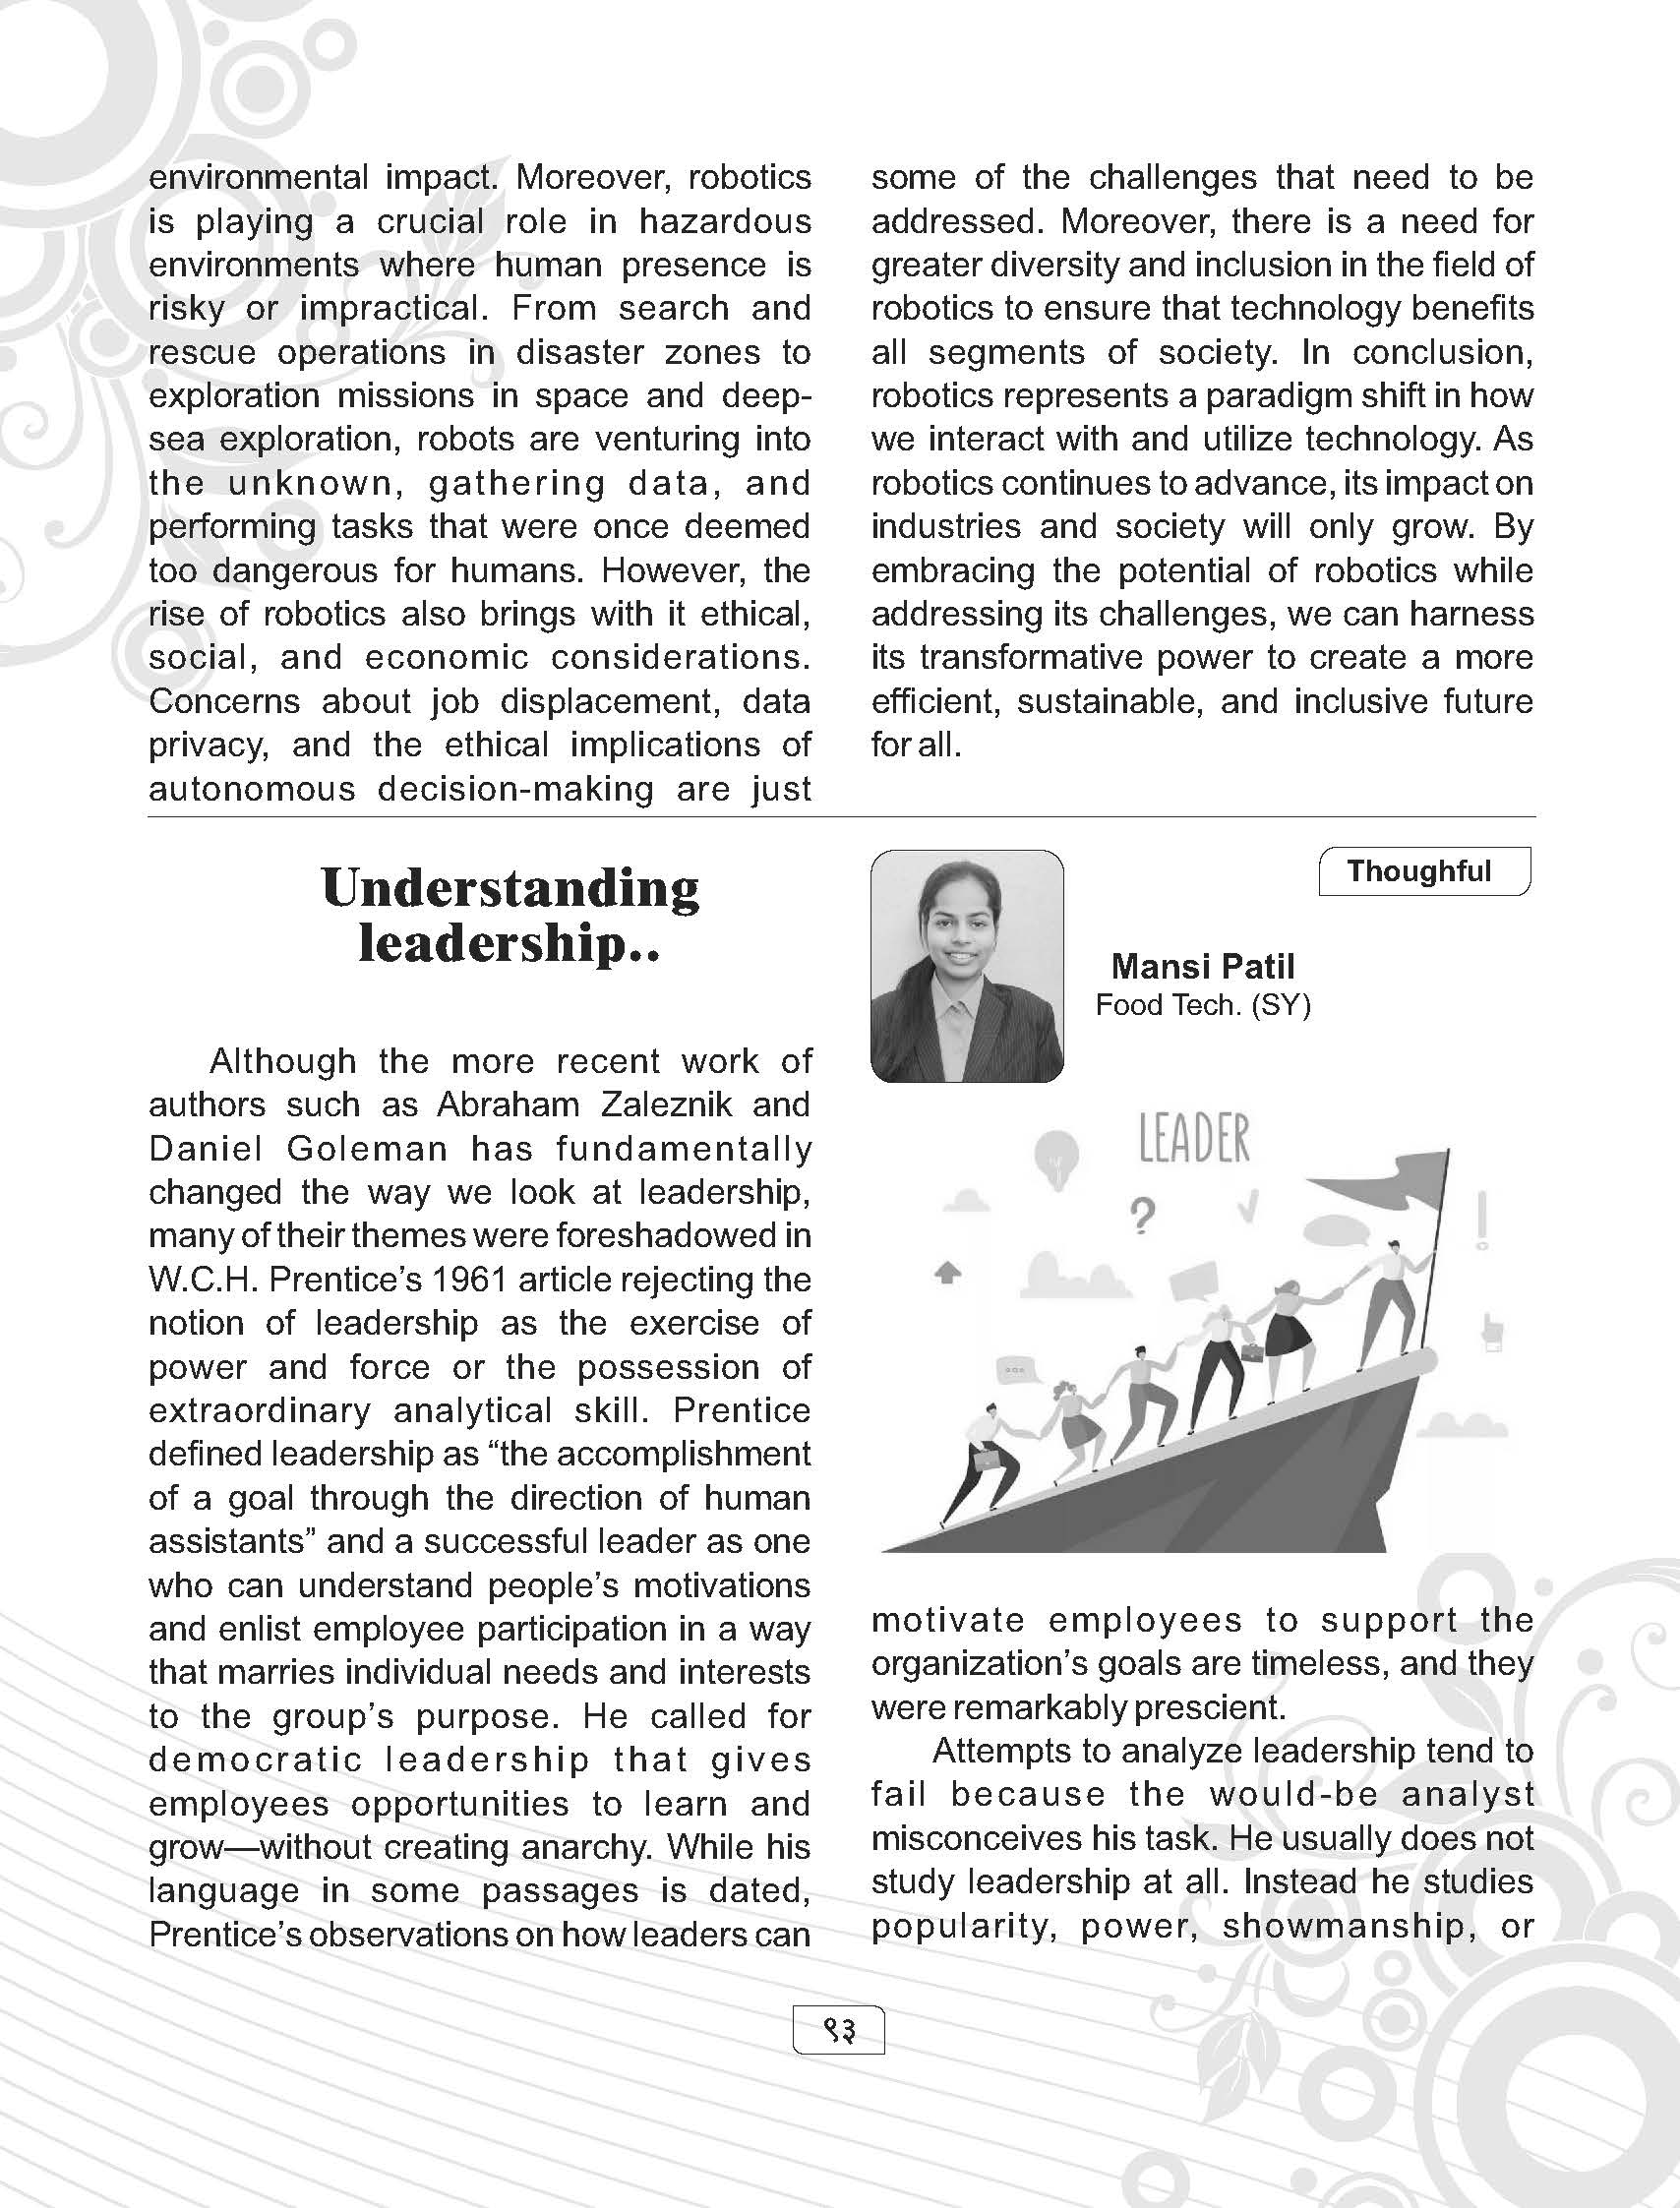 environmental impact. Moreover, robotics
is playing a crucial role in hazardous
environments where human presence is
risky or impractical. From search and
rescue operations in disaster zones to
exploration missions in space and deep-
sea exploration, robots are venturing into
the unknown, gathering data, and
performing tasks that were once deemed
too dangerous for humans. However, the
rise of robotics also brings with it ethical,
social, and economic considerations.
Concerns about job displacement, data
privacy, and the ethical implications of
autonomous decision-making are just
some of the challenges that need to be
addressed. Moreover, there is a need for
greater diversity and inclusion in the field of
robotics to ensure that technology benefits
all segments of society. In conclusion,
robotics represents a paradigm shift in how
we interact with and utilize technology. As
robotics continues to advance, its impact on
industries and society will only grow. By
embracing the potential of robotics while
addressing its challenges, we can harness
its transformative power to create a more
efficient, sustainable, and inclusive future
for all.
Understanding
leadership..
Thoughful
Mansi Patil
Food Tech. (SY)
Although the more recent work of
authors such as Abraham Zaleznik and
Daniel Goleman has fundamentally
changed the way we look at leadership,
many of their themes were foreshadowed in
W.C.H. Prentice’s 1961 article rejecting the
notion of leadership as the exercise of
power and force or the possession of
extraordinary analytical skill. Prentice
defined leadership as “the accomplishment
of a goal through the direction of human
assistants” and a successful leader as one
who can understand people’s motivations
and enlist employee participation in a way
that marries individual needs and interests
to the group’s purpose. He called for
democratic leadership that gives
employees opportunities to learn and
grow—without creating anarchy. While his
language in some passages is dated,
Prentice’s observations on how leaders can
LEADER
?
!
motivate employees to support the
organization’s goals are timeless, and they
were remarkably prescient.
Attempts to analyze leadership tend to
fail because the would-be analyst
misconceives his task. He usually does not
study leadership at all. Instead he studies
popularity, power, showmanship, or
९३